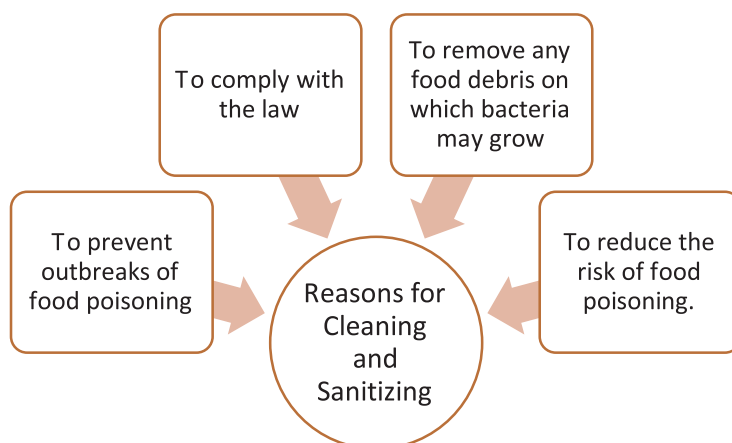 To comply with
the law
To remove any
food debris on
which bacteria
may grow
To prevent
outbreaks of
food poisoning
To reduce the
risk of food
poisoning.
Reasons for
Cleaning
and
Sanitizing